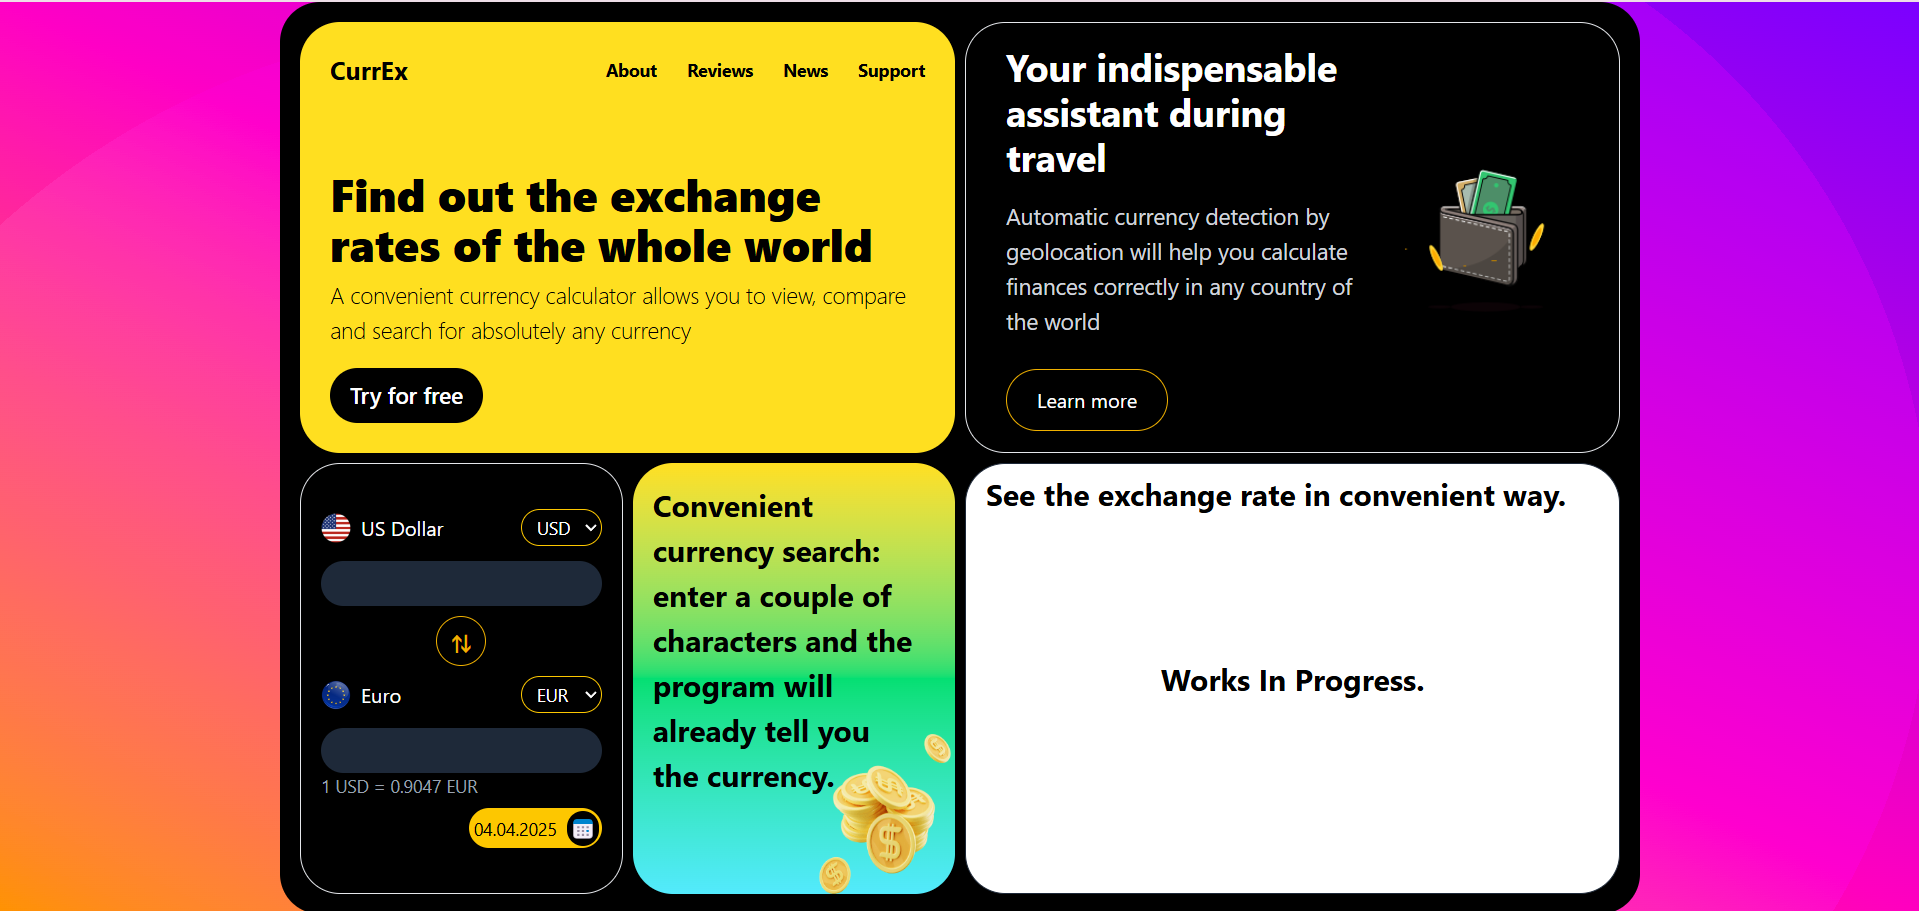 CurrEx
About Reviews News Support
Find out the exchange
rates of the whole world
A convenient currency calculator allows you to view, compare
and search for absolutely any currency
Try for free
Your indispensable
assistant during
travel
Automatic currency detection by
geolocation will help you calculate
finances correctly in any country of
the world
Learn more
US Dollar USD
Euro EUR
1 USD = 0.9047 EUR
04.04.2025
Convenient
currency search:
enter a couple of
characters and the
program will
already tell you
the currency.
See the exchange rate in convenient way.
Works In Progress.